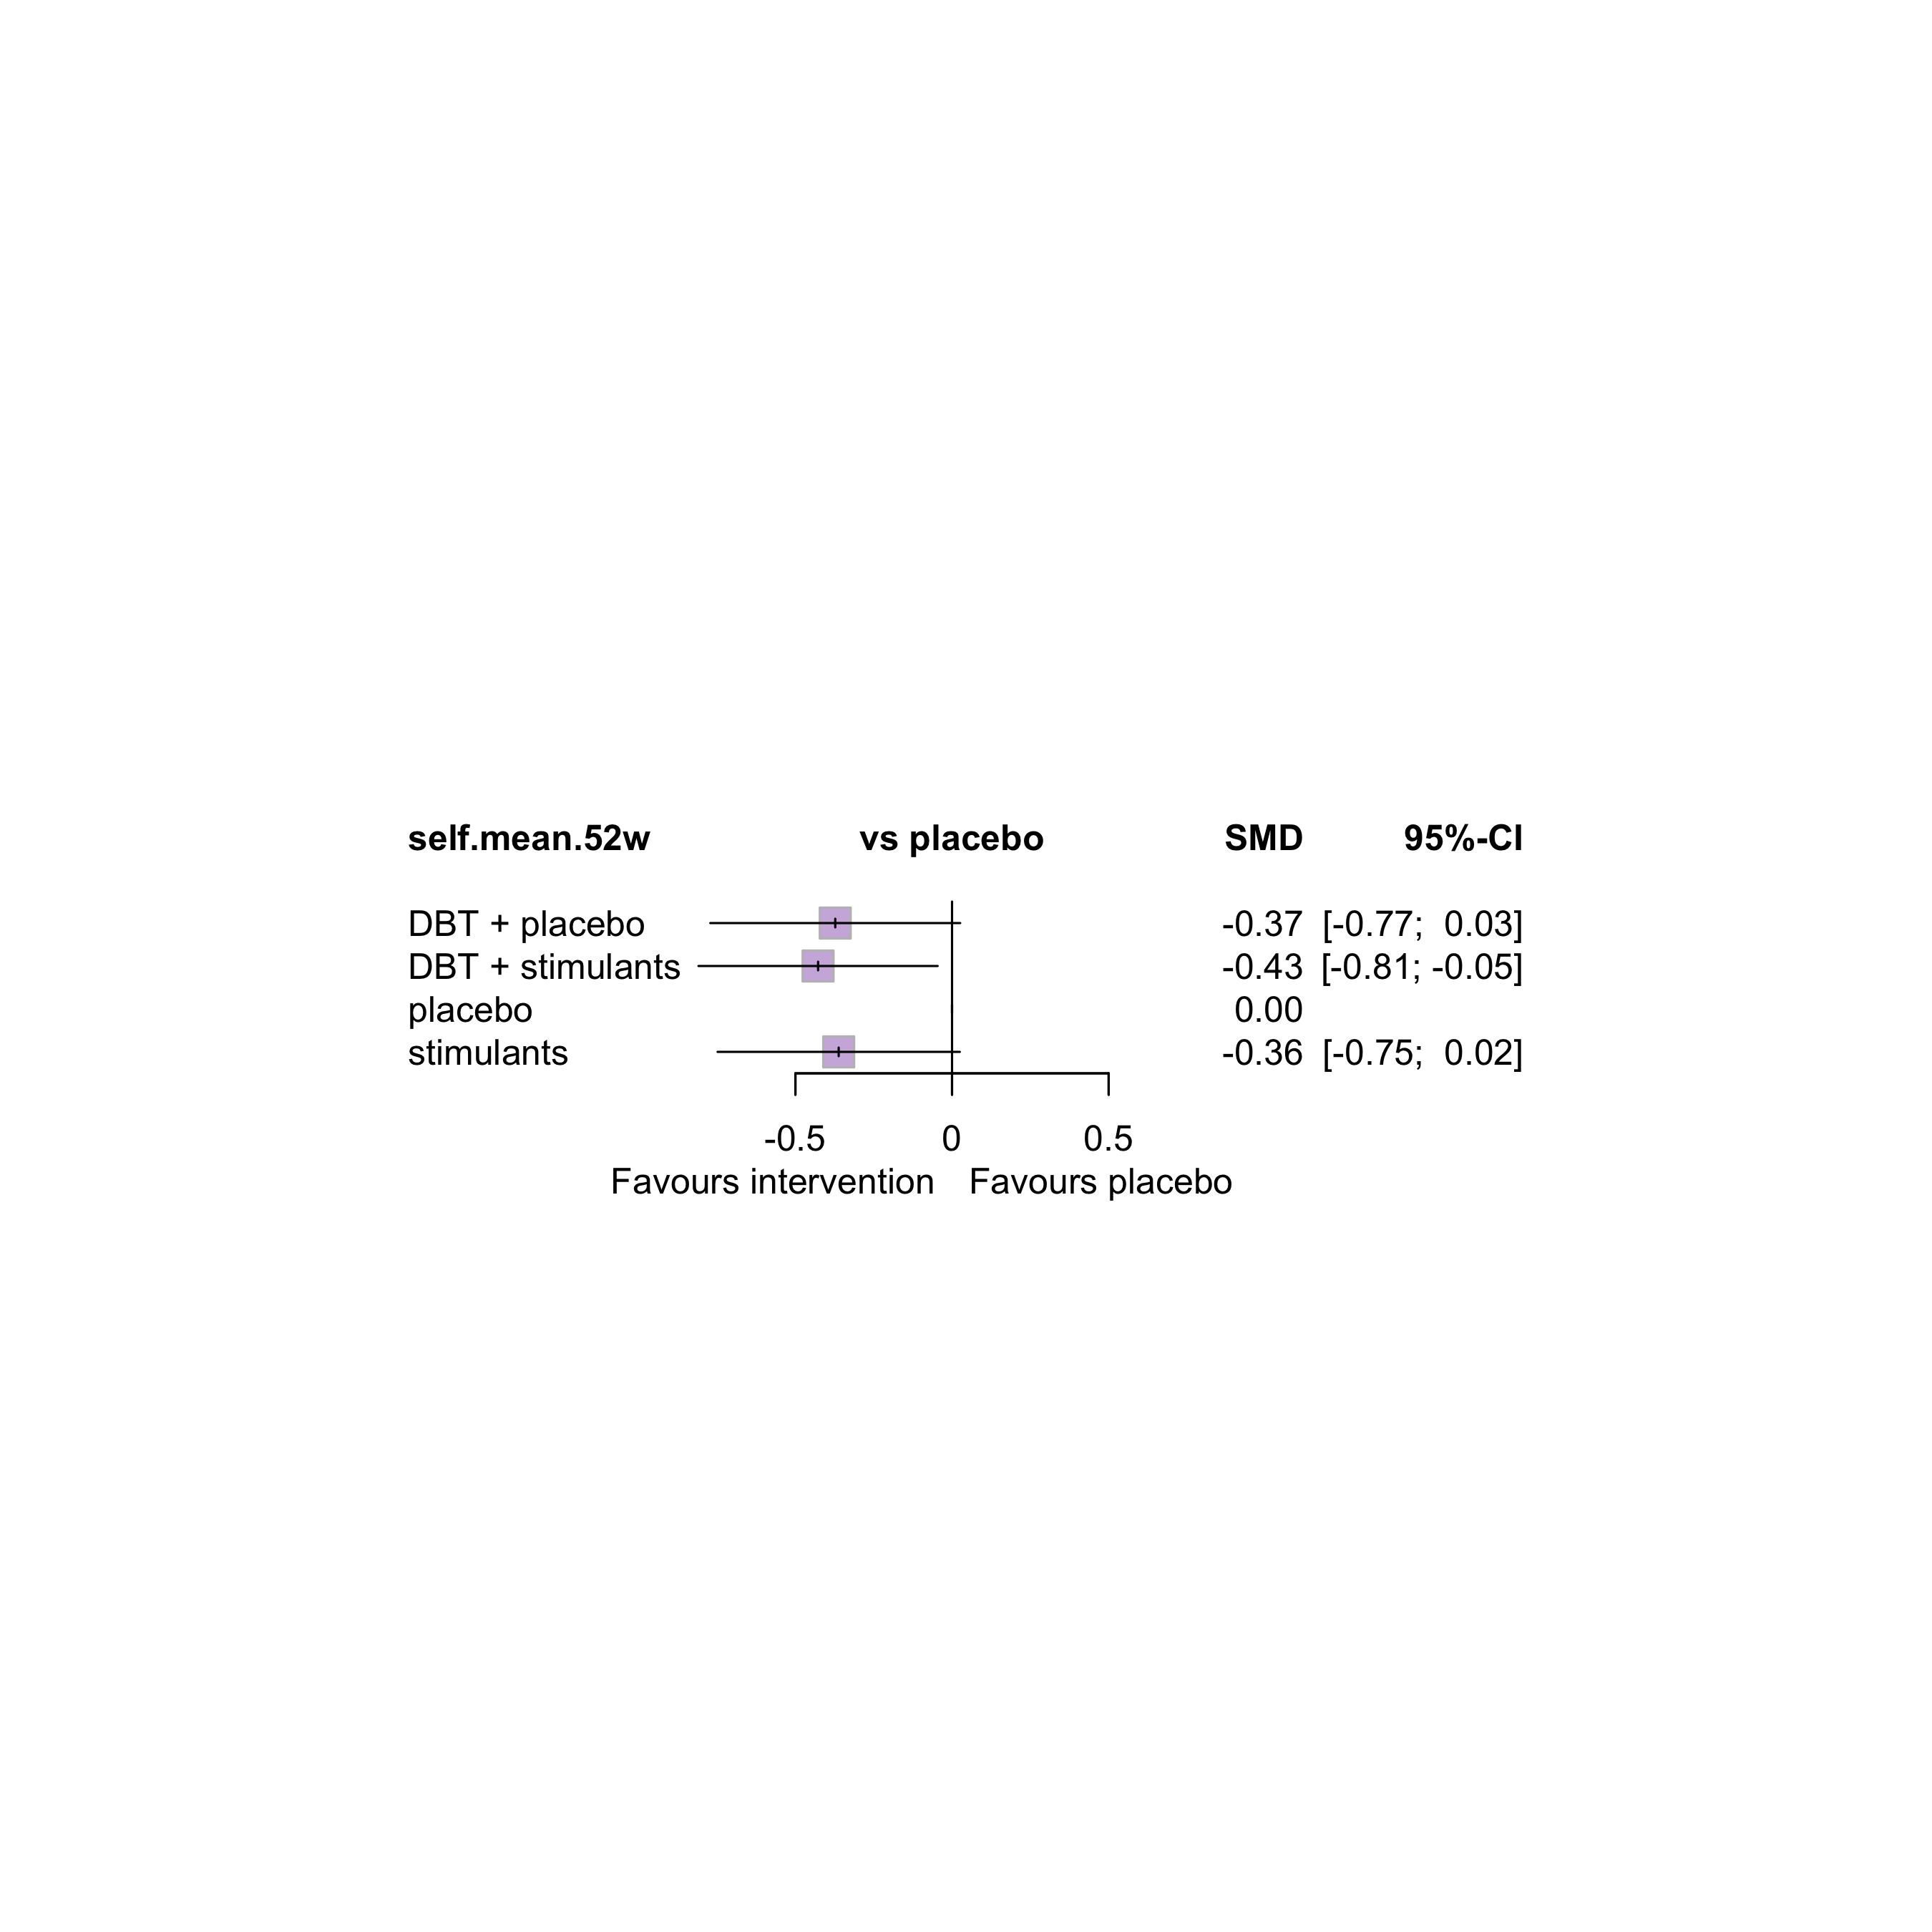 self.mean.52w vs placebo SMD 95%-CI
DBT + placebo -0.37 [-0.77; 0.03]
DBT + stimulants -0.43 [-0.81; -0.05]
placebo 0.00
stimulants -0.36 [-0.75; 0.02]
-0.5 0 0.5
Favours intervention Favours placebo